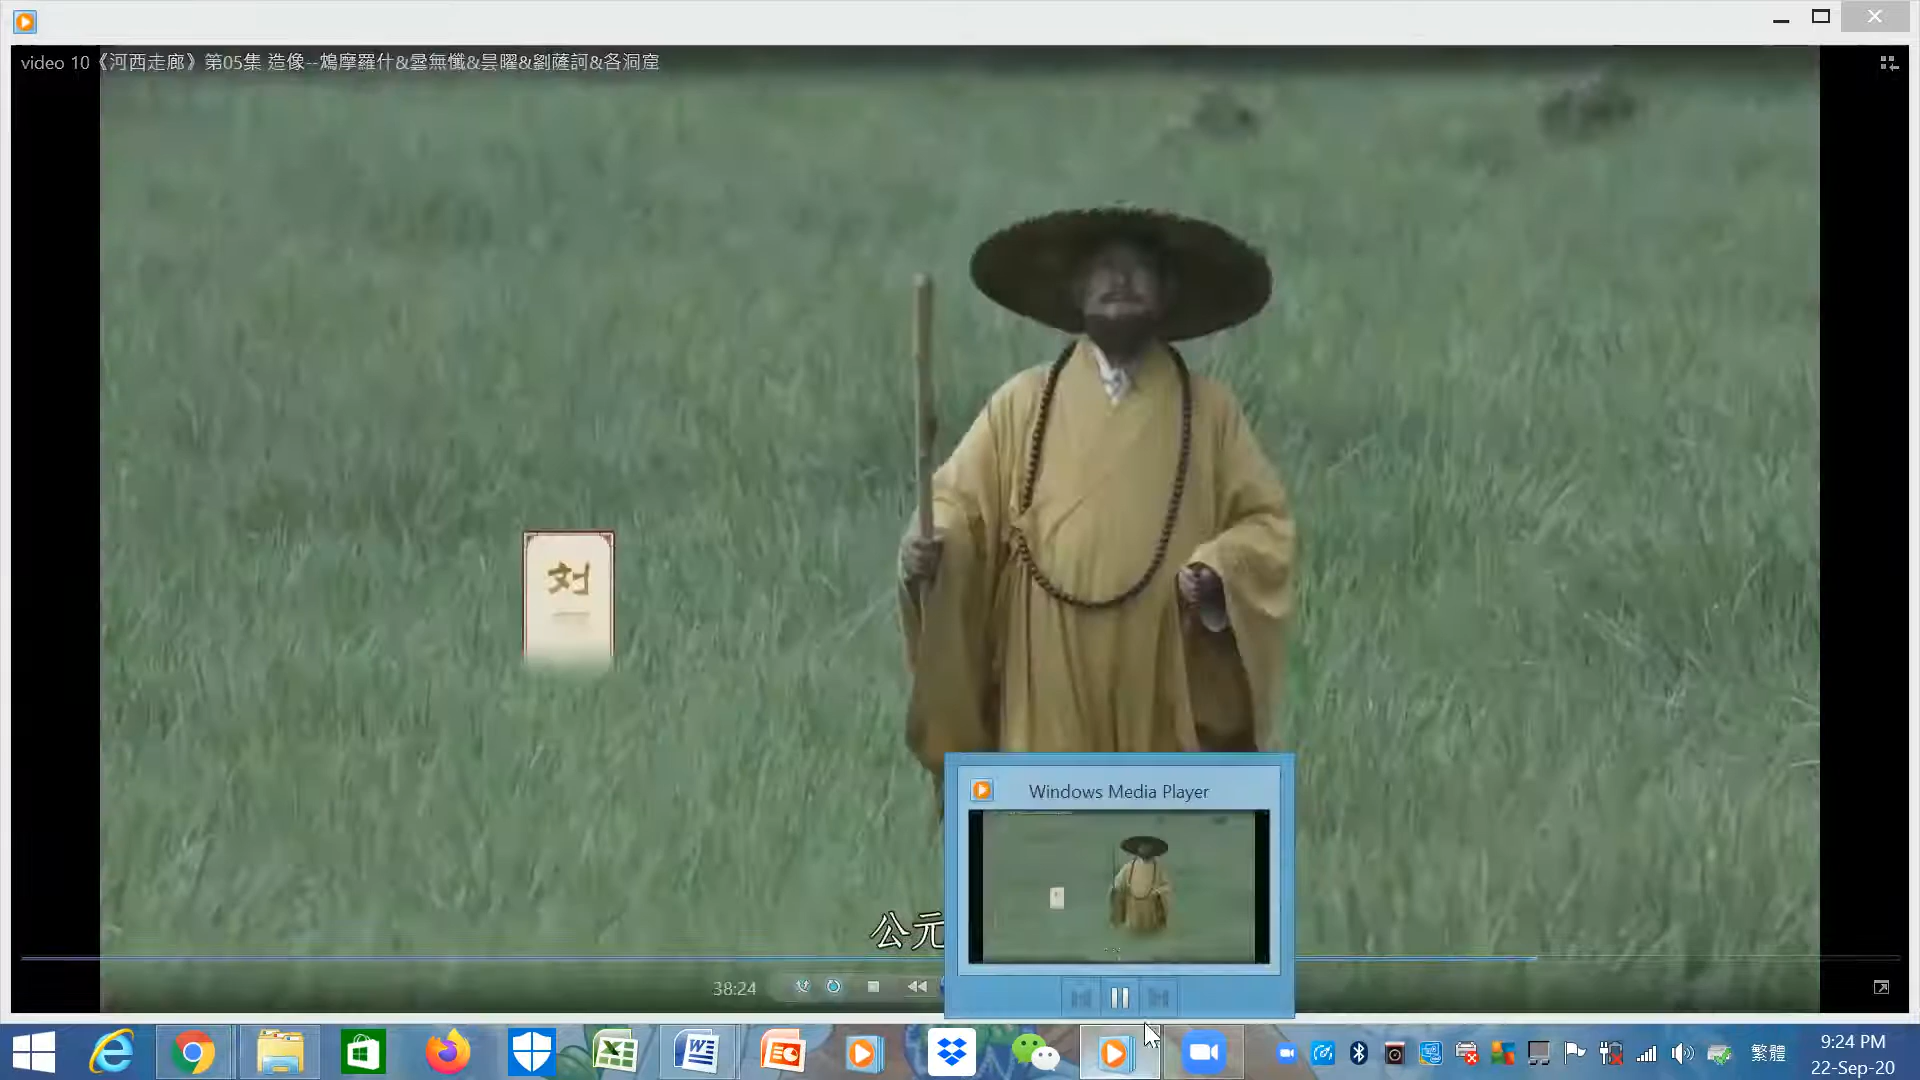 video 10《河西走廊》第05集 造像--鳩摩羅什&曇無懺&曇曜&劉薩訶&各洞窟
刘
公元
38:24
Windows Media Player
繁體
9:24 PM
22-Sep-20